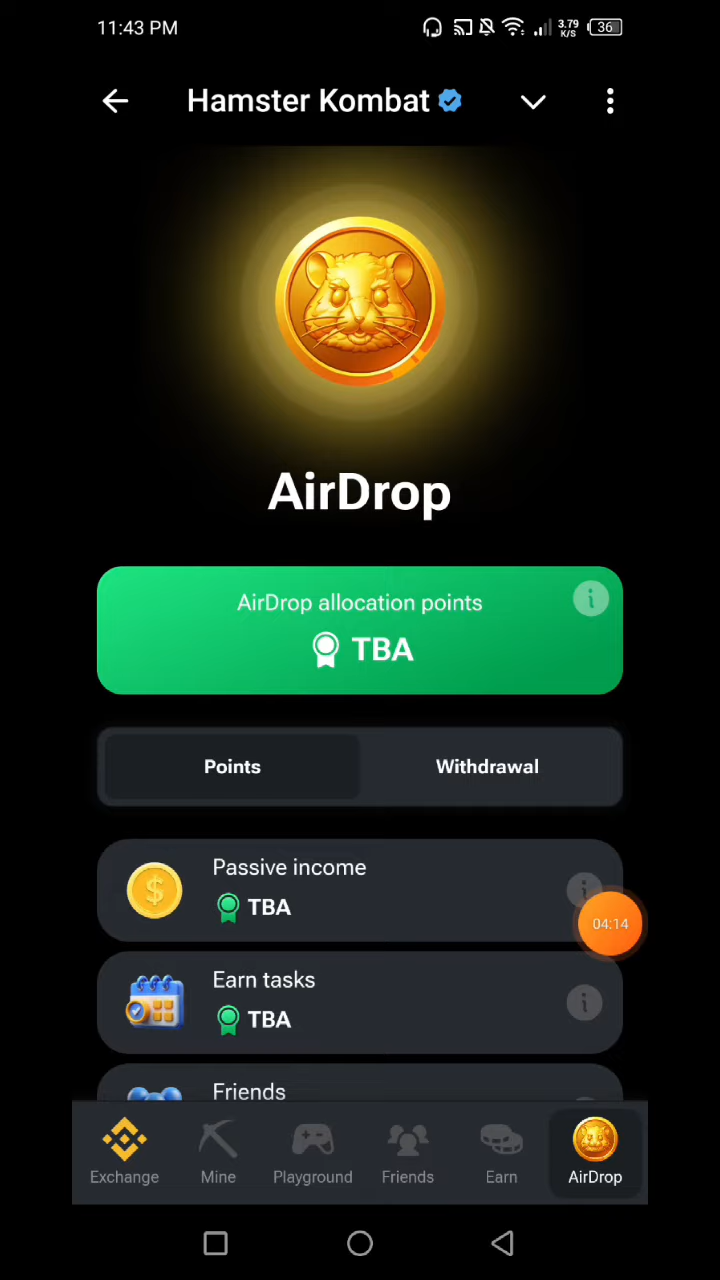 11:43 PM
3.79
K/S
36
Hamster Kombat
AirDrop
AirDrop allocation points
TBA
Points
Withdrawal
Passive income
TBA
04:14
Earn tasks
TBA
Friends
Exchange
Mine
Playground
Friends
Earn
AirDrop